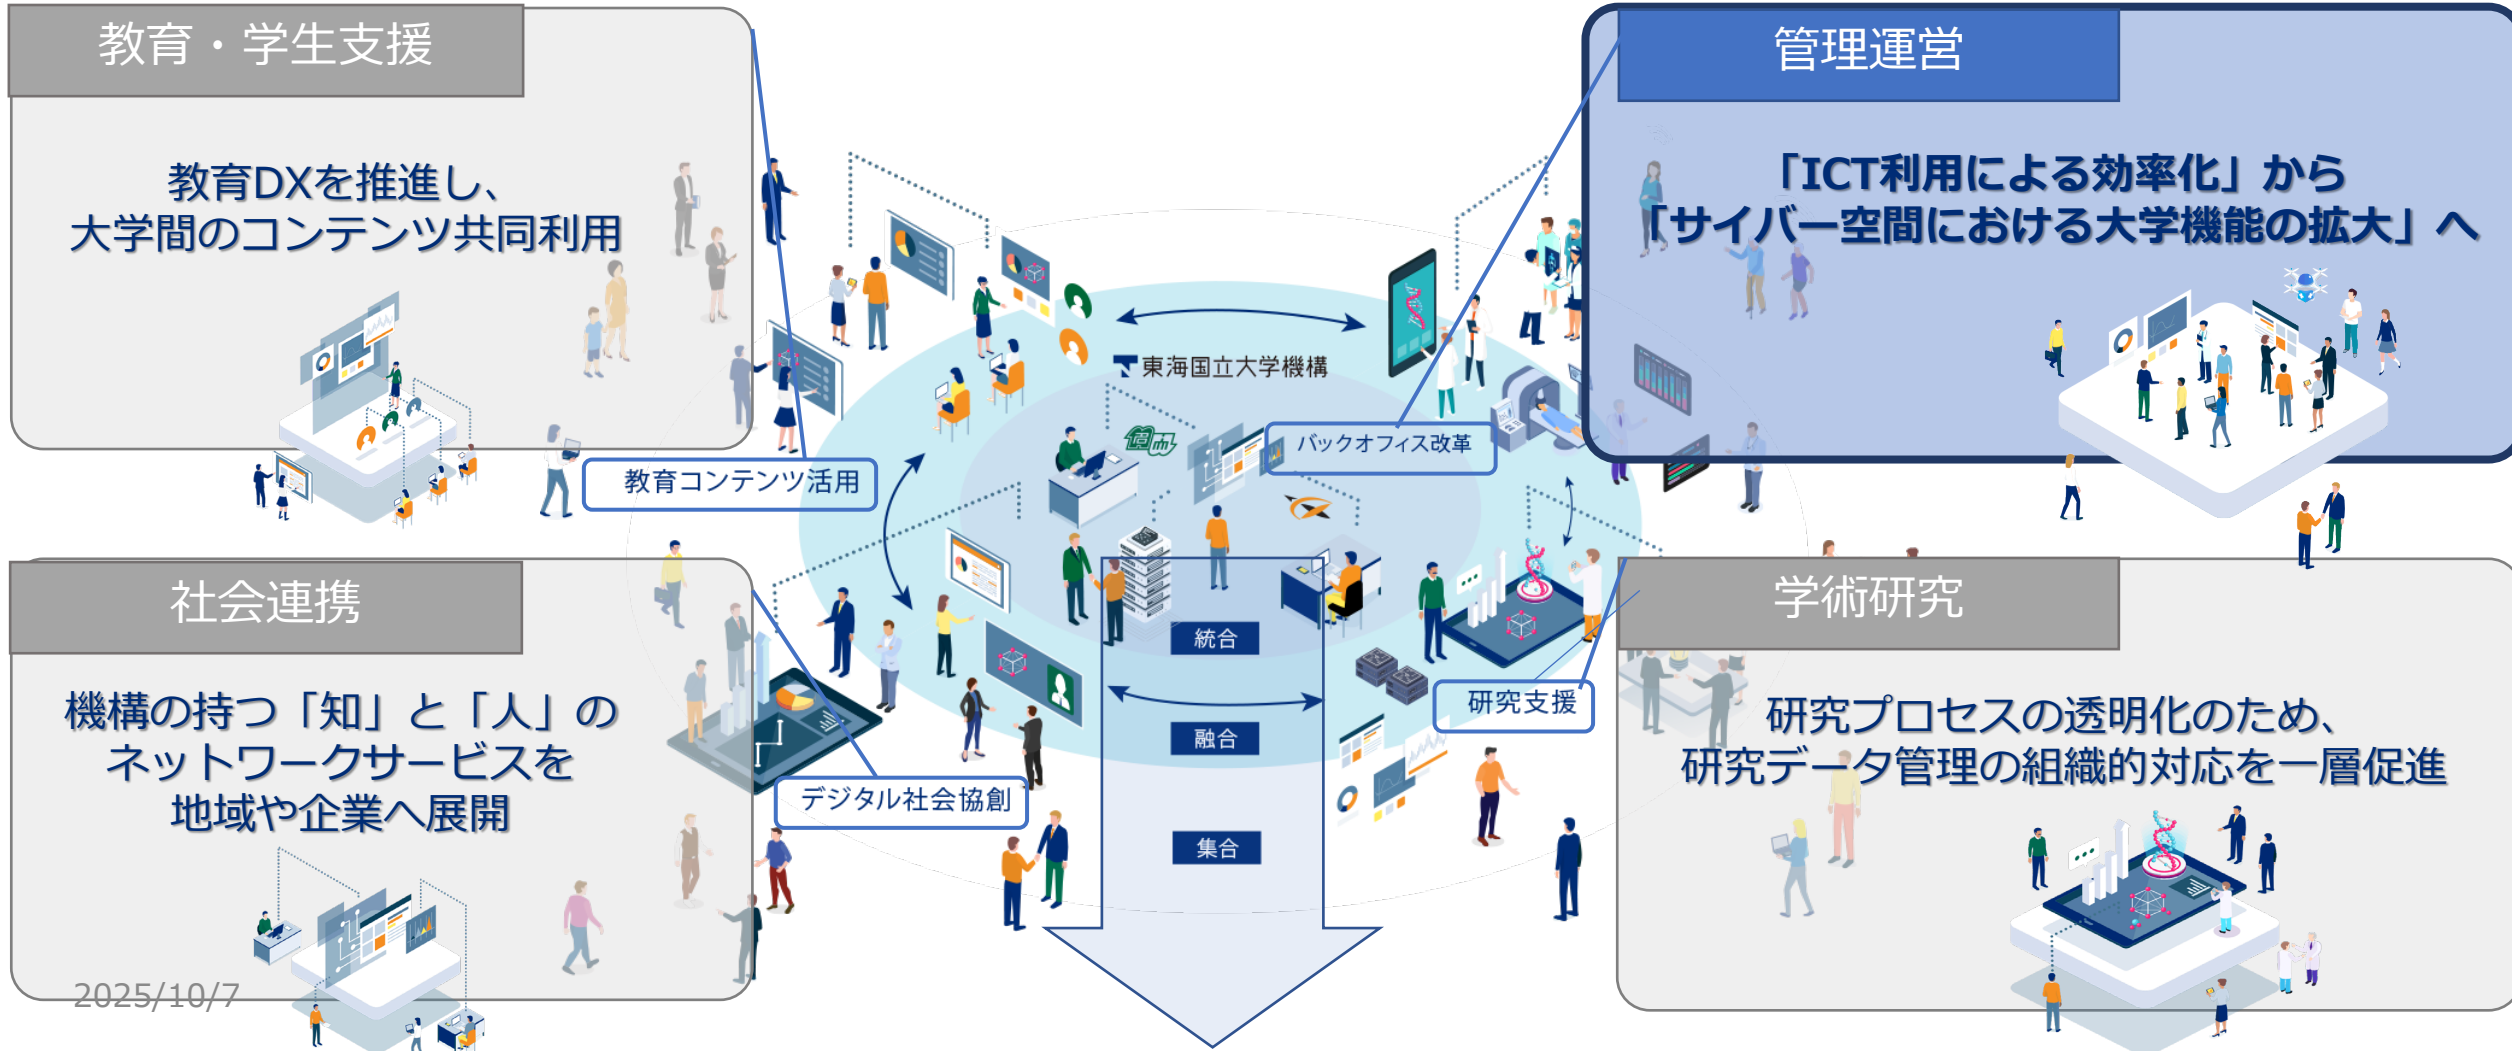 教育・学生支援
教育DXを推進し、
大学間のコンテンツ共同利用
管理運営
「ICT利用による効率化」から
「サイバー空間における大学機能の拡大」へ
東海国立大学機構
バックオフィス改革
教育コンテンツ活用
社会連携
機構の持つ「知」と「人」の
ネットワークサービスを
地域や企業へ展開
デジタル社会協創
統合
融合
集合
研究支援
学術研究
研究プロセスの透明化のため、
研究データ管理の組織的対応を一層促進
2025/10/7